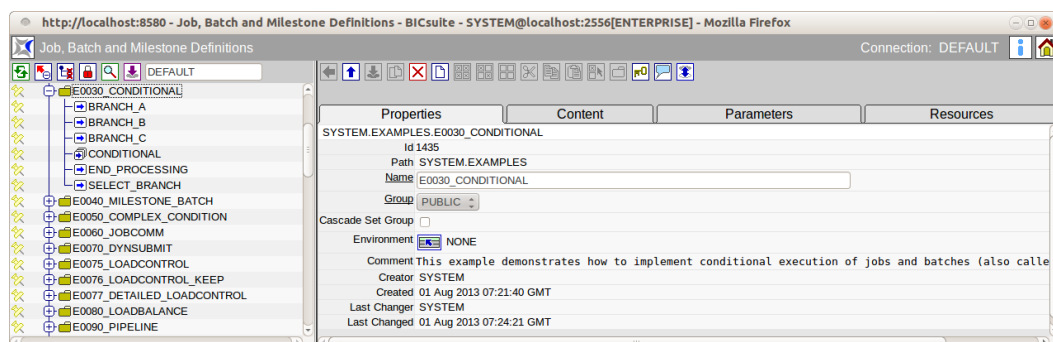 http://localhost:8580 - Job, Batch and Milestone Definitions - BICsuite - SYSTEM@localhost:2556[ENTERPRISE] - Mozilla Firefox
Job, Batch and Milestone Definitions
Connection: DEFAULT
DEFAULT
E0030_CONDITIONAL
BRANCH_A
BRANCH_B
BRANCH_C
CONDITIONAL
END_PROCESSING
SELECT_BRANCH
E0040_MILESTONE_BATCH
E0050_COMPLEX_CONDITION
E0060_JOBCOMM
E0070_DYNSUBMIT
E0075_LOADCONTROL
E0076_LOADCONTROL_KEEP
E0077_DETAILED_LOADCONTROL
E0080_LOADBALANCE
E0090_PIPELINE
Properties Content Parameters Resources
SYSTEM.EXAMPLES.E0030_CONDITIONAL
Id 1435
Path SYSTEM.EXAMPLES
Name E0030_CONDITIONAL
Group PUBLIC
Cascade Set Group
Environment NONE
Comment This example demonstrates how to implement conditional execution of jobs and batches (also calle
Creator SYSTEM
Created 01 Aug 2013 07:21:40 GMT
Last Changer SYSTEM
Last Changed 01 Aug 2013 07:24:21 GMT